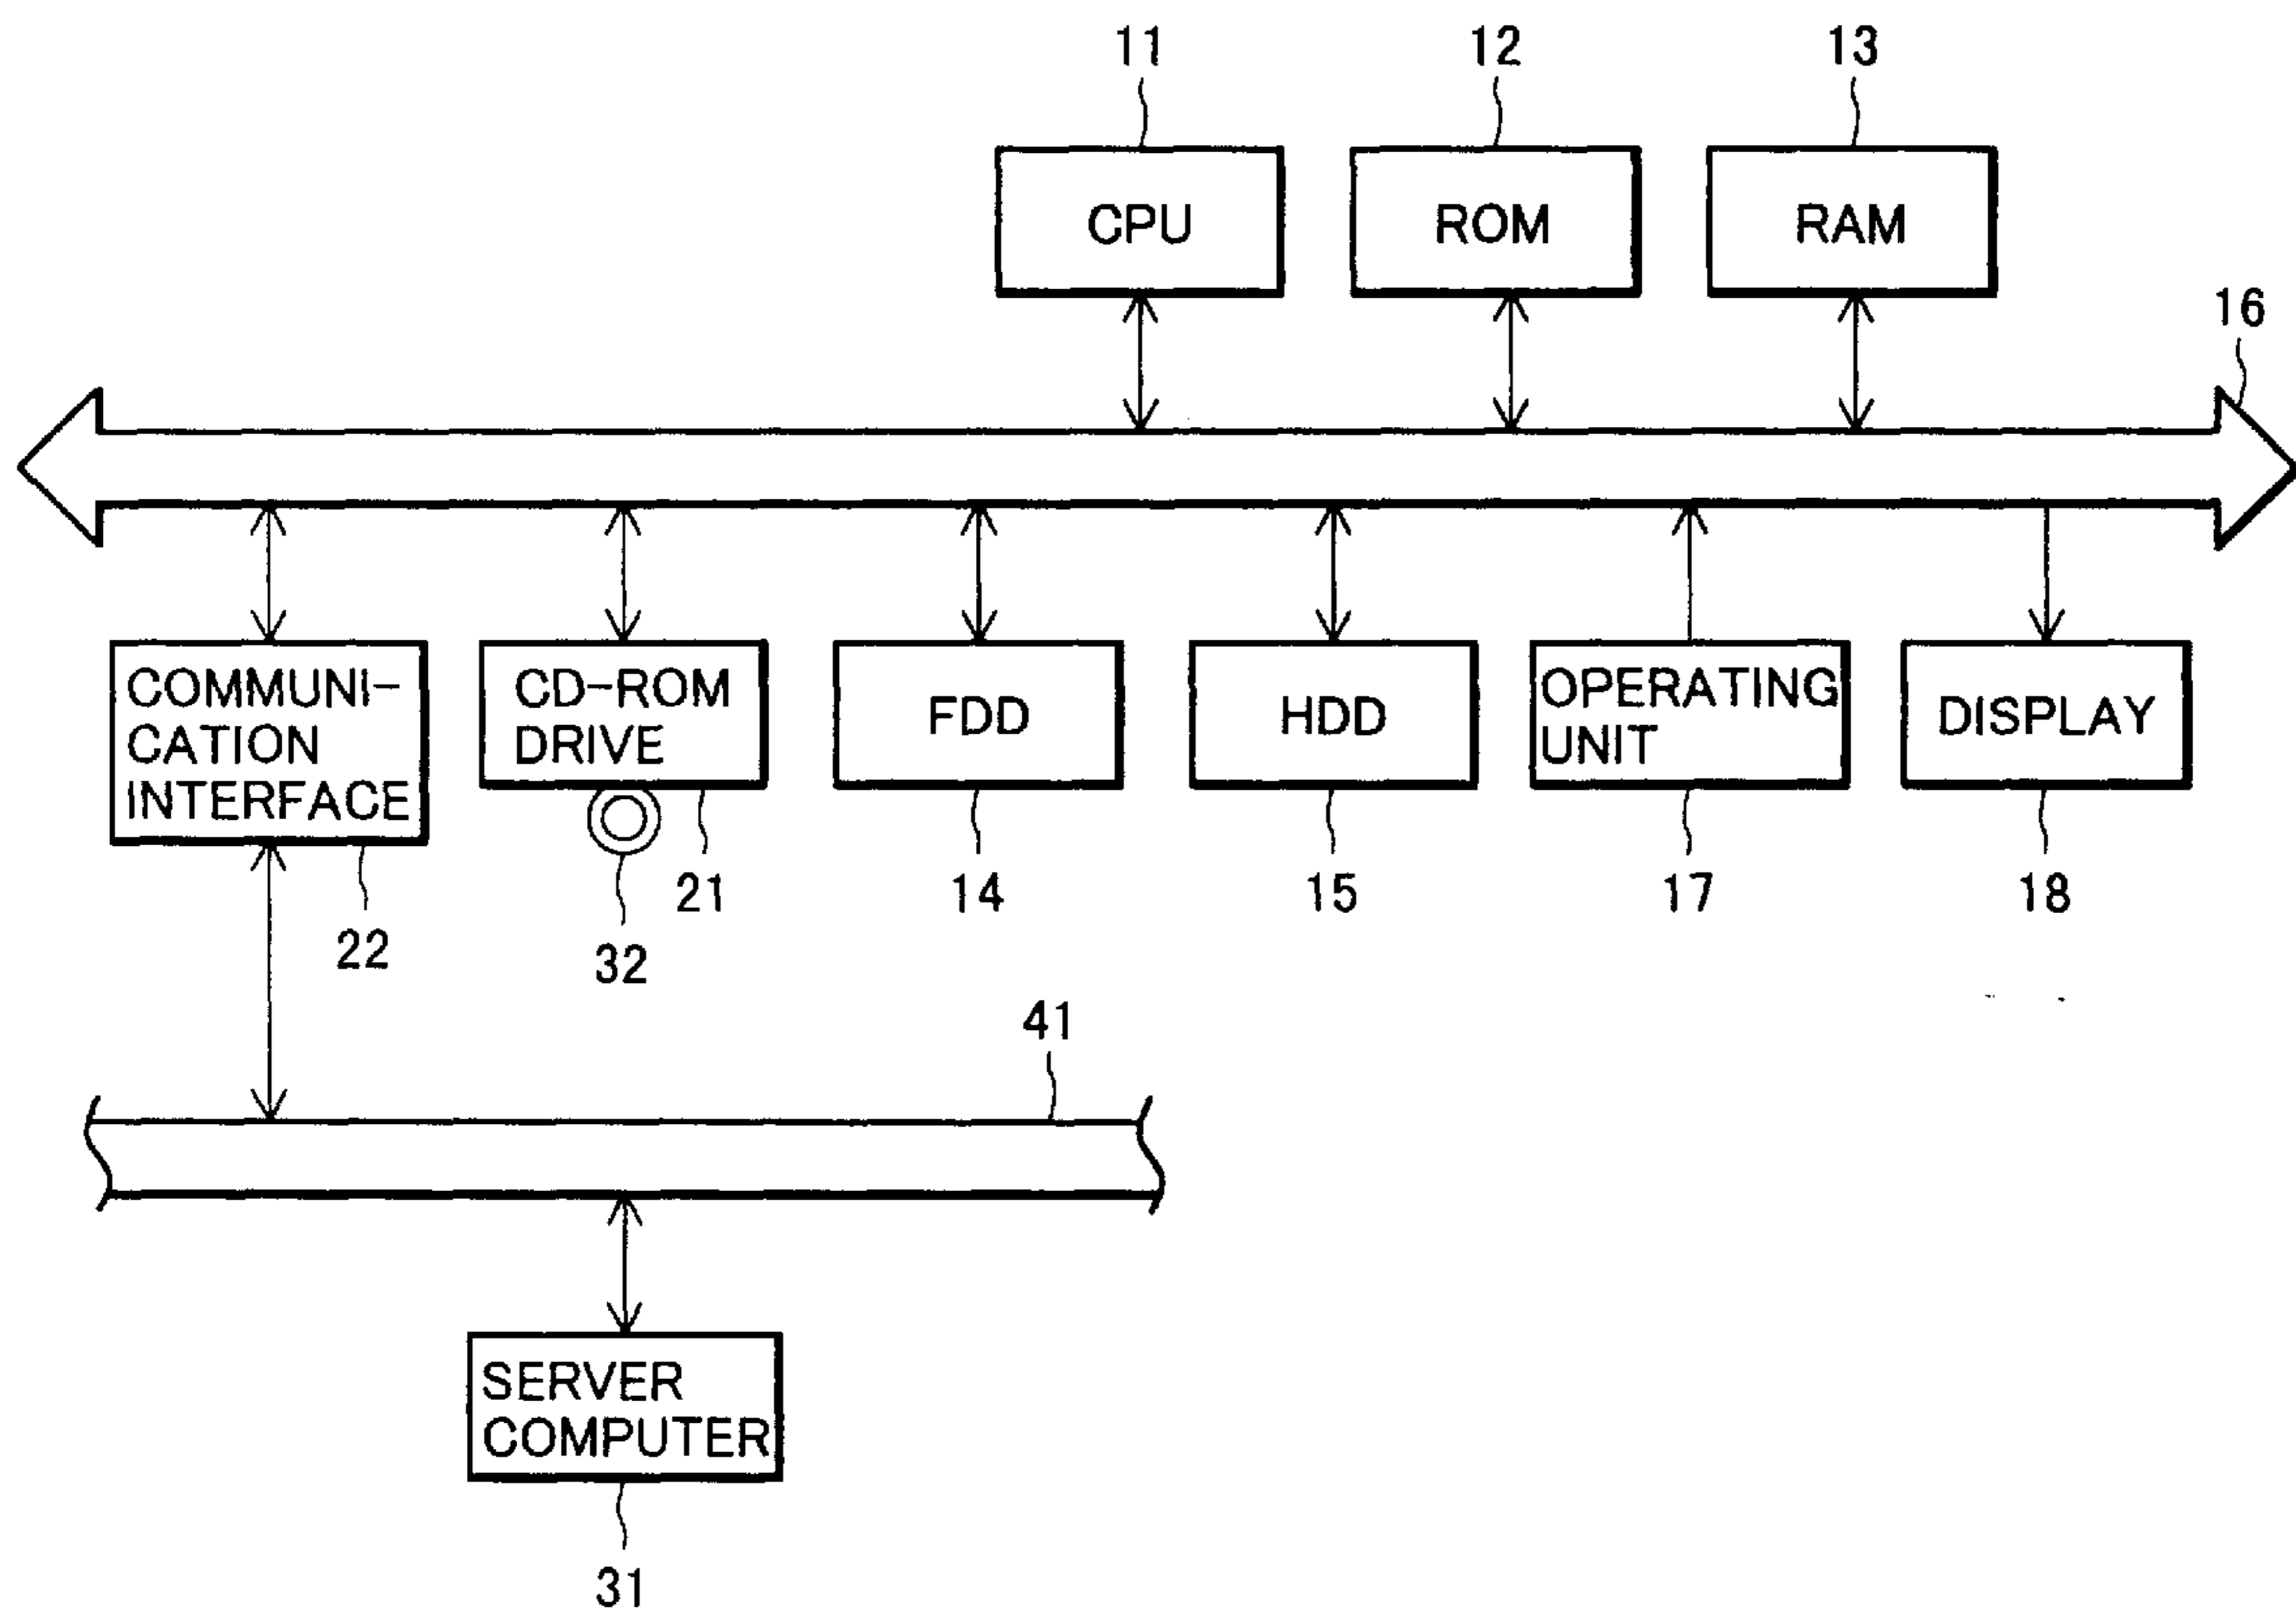 11
12
13
CPU
ROM
RAM
16
COMMUNI-
CATION
INTERFACE
CD-ROM
DRIVE
FDD
HDD
OPERATING
UNIT
DISPLAY
22
32
21
14
15
17
18
41
SERVER
COMPUTER
31